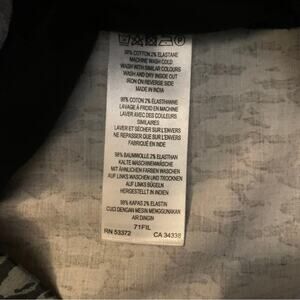 98% COTTON 2% ELASTANE
MACHINE WASH COLD
WASH WITH SIMILAR COLOURS
WASH AND DRY INSIDE OUT
IRON ON REVERSE SIDE
MADE IN INDIA
98% COTON 2% ÉLASTHANNE
LAVAGE À FROID EN MACHINE
LAVER AVEC DES COULEURS
SIMILAIRES
LAVER ET SÉCHER SUR L'ENVERS
NE REPASSER QUE SUR L'ENVERS
FABRIQUÉ EN INDE
98% BAUMWOLLE 2% ELASTHAN
KALTE MASCHINENWÄSCHE
MIT ÄHNLICHEN FARBEN WASCHEN
AUF LINKS WASCHEN UND TROCKNEN
AUF LINKS BÜGELN
HERGESTELLT IN INDIEN
98% KAPAS 2% ELASTIN
CUCI DENGAN MESIN MENGGUNAKAN
AIR DINGIN
71FIL
RN 53372 CA 34338